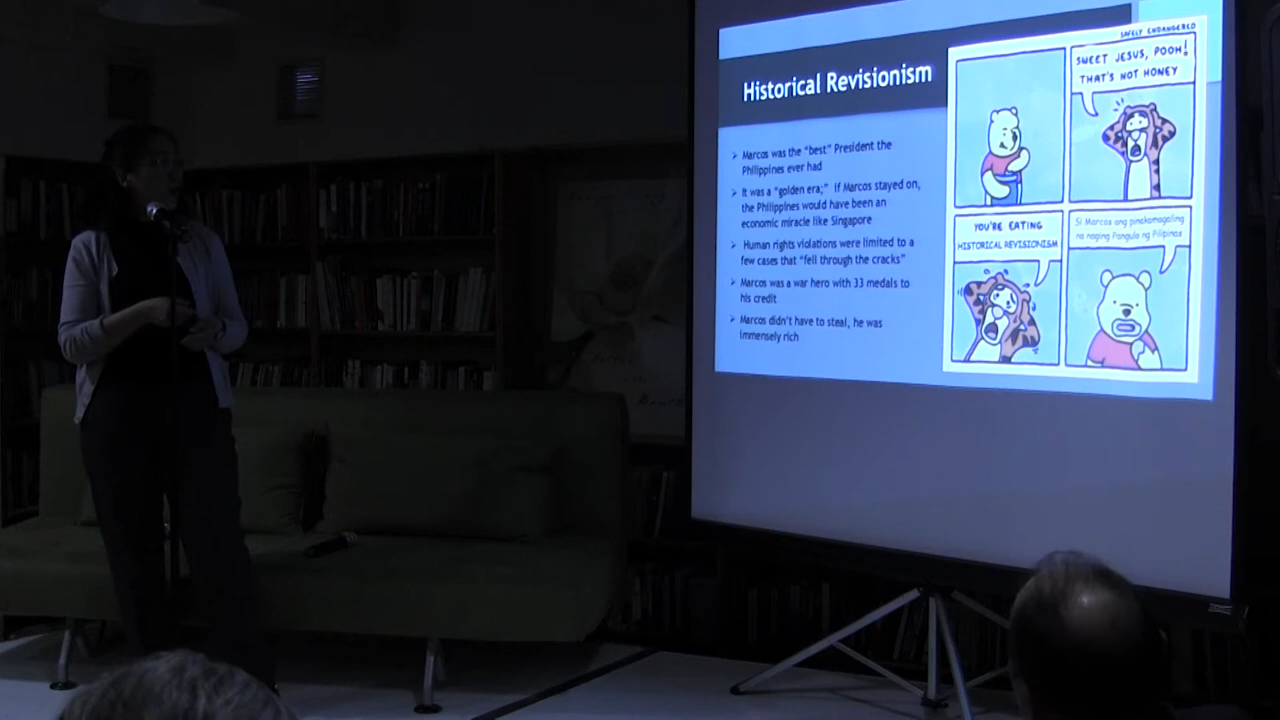 Historical Revisionism
➢ Marcos was the "best" President the
Philippines ever had
➢ It was a "golden era;" if Marcos stayed on,
the Philippines would have been an
economic miracle like Singapore
➢ Human rights violations were limited to a
few cases that "fell through the cracks"
➢ Marcos was a war hero with 33 medals to
his credit
➢ Marcos didn't have to steal, he was
immensely rich
SAFELY ENDANGERED
SWEET JESUS, POOH!
THAT'S NOT HONEY
YOU'RE EATING
HISTORICAL REVISIONISM
Si Marcos ang pinakamagaling
na naging Pangulo ng Pilipinas